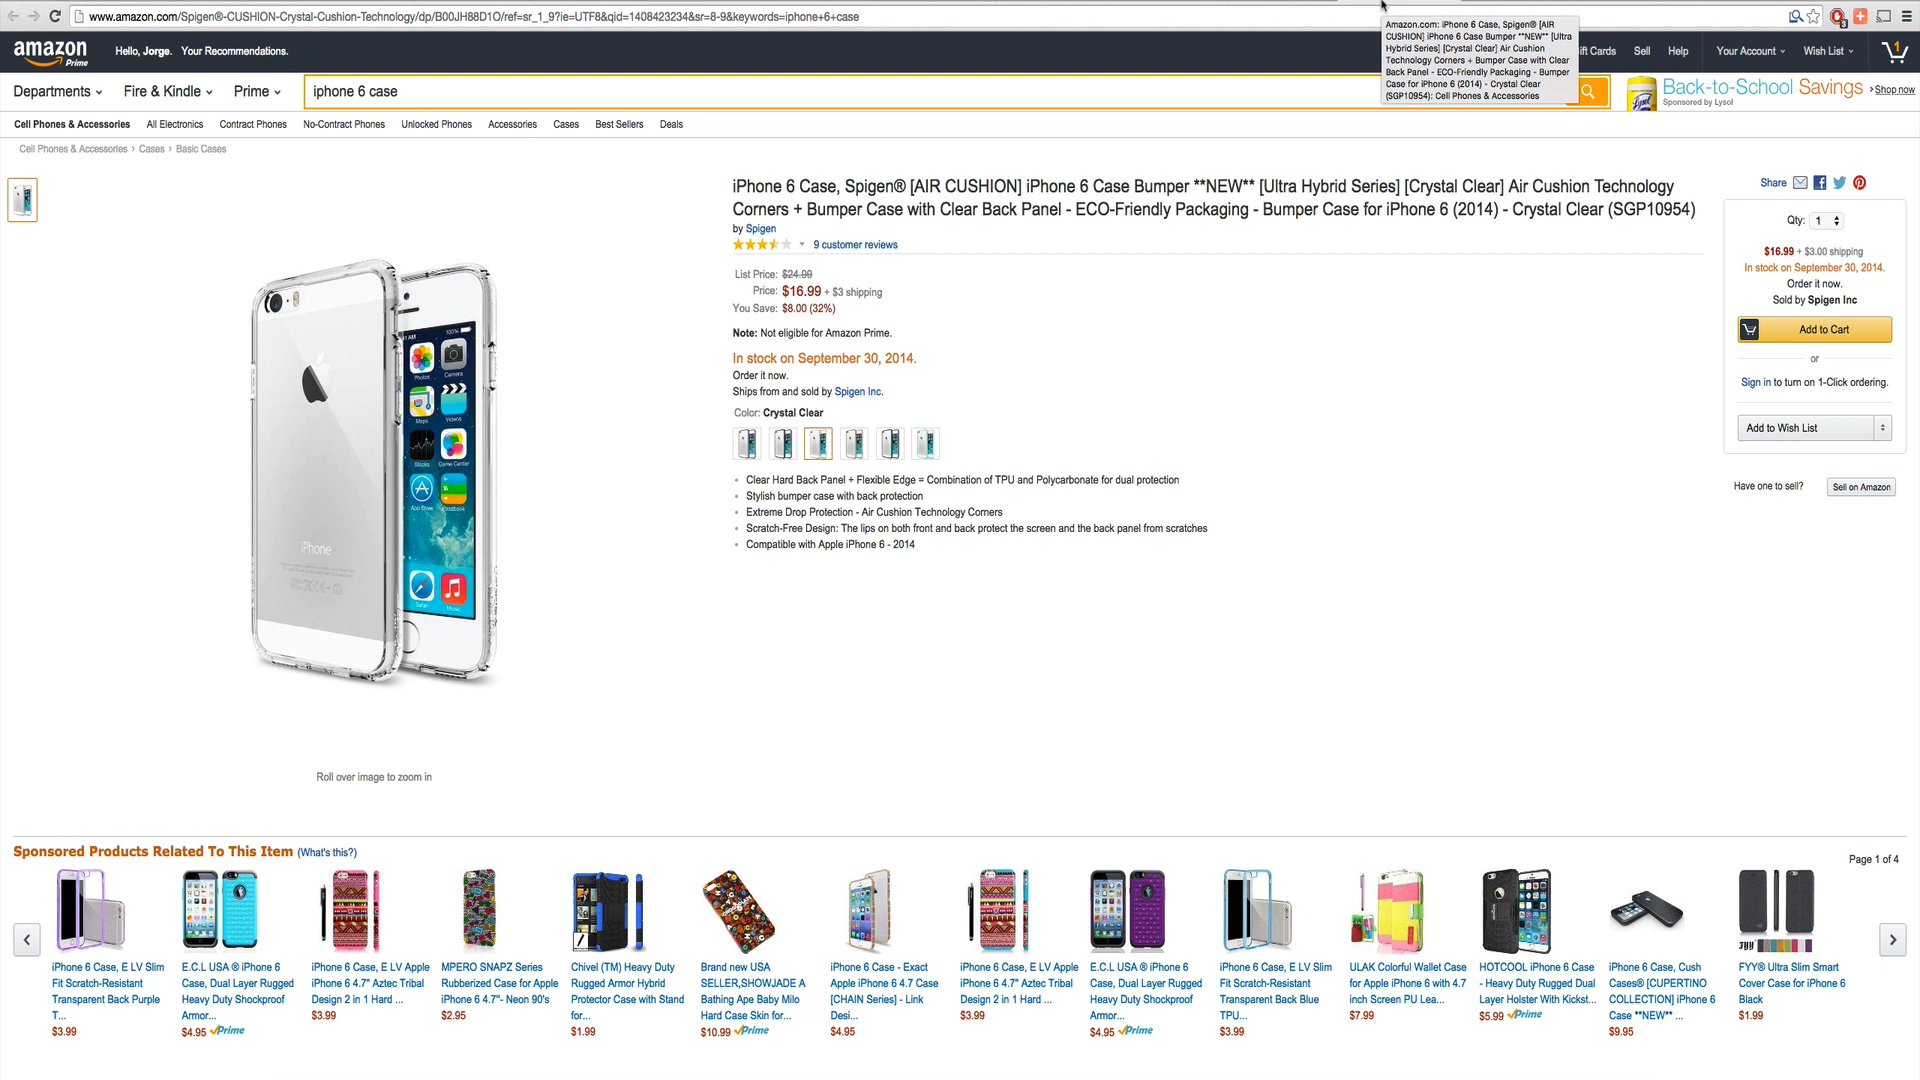 www.amazon.com/Spigen®-CUSHION-Crystal-Cushion-Technology/dp/B00JH88D1O/ref=sr_1_9?ie=UTF8&qid=1408423234&sr=8-9&keywords=iphone+6+case
Amazon.com: iPhone 6 Case, Spigen® [AIR
CUSHION] iPhone 6 Case Bumper **NEW** [Ultra
Hybrid Series] [Crystal Clear] Air Cushion
Technology Corners + Bumper Case with Clear
Back Panel - ECO-Friendly Packaging - Bumper
Case for iPhone 6 (2014) - Crystal Clear
(SGP10954): Cell Phones & Accessories
amazon Prime
Hello, Jorge. Your Recommendations.
ift Cards Sell Help Your Account Wish List 1
Departments Fire & Kindle Prime
iphone 6 case
Back-to-School Savings
Sponsored by Lysol
Shop now
Cell Phones & Accessories All Electronics Contract Phones No-Contract Phones Unlocked Phones Accessories Cases Best Sellers Deals
Cell Phones & Accessories › Cases › Basic Cases
iPhone 6 Case, Spigen® [AIR CUSHION] iPhone 6 Case Bumper **NEW** [Ultra Hybrid Series] [Crystal Clear] Air Cushion Technology
Corners + Bumper Case with Clear Back Panel - ECO-Friendly Packaging - Bumper Case for iPhone 6 (2014) - Crystal Clear (SGP10954)
by Spigen
9 customer reviews
List Price: $24.99
Price: $16.99 + $3 shipping
You Save: $8.00 (32%)
Note: Not eligible for Amazon Prime.
In stock on September 30, 2014.
Order it now.
Ships from and sold by Spigen Inc.
Color: Crystal Clear
• Clear Hard Back Panel + Flexible Edge = Combination of TPU and Polycarbonate for dual protection
• Stylish bumper case with back protection
• Extreme Drop Protection - Air Cushion Technology Corners
• Scratch-Free Design: The lips on both front and back protect the screen and the back panel from scratches
• Compatible with Apple iPhone 6 - 2014
Share
Qty: 1
$16.99 + $3.00 shipping
In stock on September 30, 2014.
Order it now.
Sold by Spigen Inc
Add to Cart
or
Sign in to turn on 1-Click ordering.
Add to Wish List
Have one to sell? Sell on Amazon
100%
Photos Camera
Maps Videos
Stocks Game Center
App Store Passbook
Safari Music
iPhone
Roll over image to zoom in
Sponsored Products Related To This Item (What's this?)
Page 1 of 4
iPhone 6 Case, E LV Slim
Fit Scratch-Resistant
Transparent Back Purple
T...
$3.99
E.C.L USA ® iPhone 6
Case, Dual Layer Rugged
Heavy Duty Shockproof
Armor...
$4.95 Prime
iPhone 6 Case, E LV Apple
iPhone 6 4.7" Aztec Tribal
Design 2 in 1 Hard ...
$3.99
MPERO SNAPZ Series
Rubberized Case for Apple
iPhone 6 4.7"- Neon 90's
$2.95
Chivel (TM) Heavy Duty
Rugged Armor Hybrid
Protector Case with Stand
for...
$1.99
Brand new USA
SELLER,SHOWJADE A
Bathing Ape Baby Milo
Hard Case Skin for...
$10.99 Prime
iPhone 6 Case - Exact
Apple iPhone 6 4.7 Case
[CHAIN Series] - Link
Desi...
$4.95
iPhone 6 Case, E LV Apple
iPhone 6 4.7" Aztec Tribal
Design 2 in 1 Hard ...
$3.99
E.C.L USA ® iPhone 6
Case, Dual Layer Rugged
Heavy Duty Shockproof
Armor...
$4.95 Prime
iPhone 6 Case, E LV Slim
Fit Scratch-Resistant
Transparent Back Blue
TPU...
$3.99
ULAK Colorful Wallet Case
for Apple iPhone 6 with 4.7
inch Screen PU Lea...
$7.99
HOTCOOL iPhone 6 Case
- Heavy Duty Rugged Dual
Layer Holster With Kickst...
$5.99 Prime
iPhone 6 Case, Cush
Cases® [CUPERTINO
COLLECTION] iPhone 6
Case **NEW** ...
$9.95
FYY® Ultra Slim Smart
Cover Case for iPhone 6
Black
$1.99